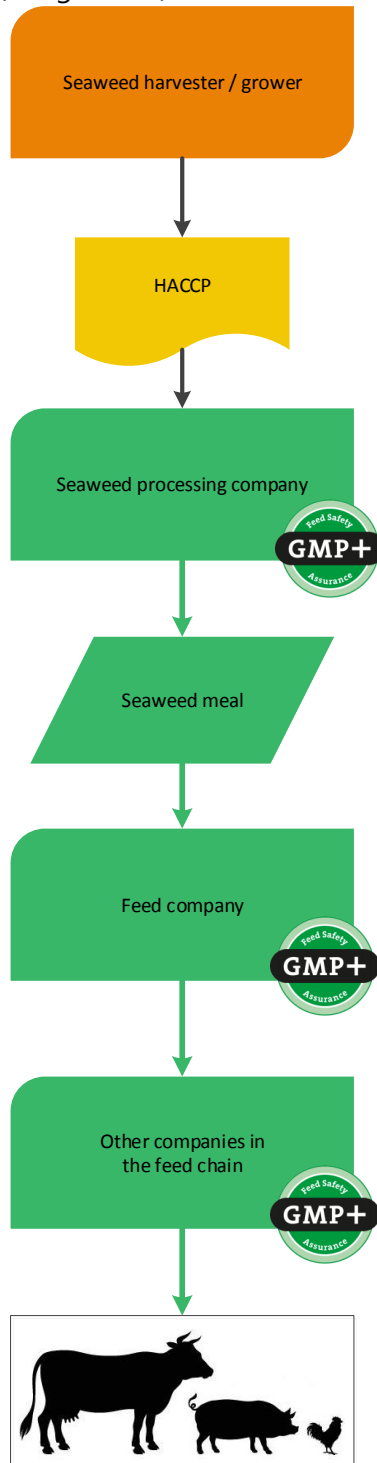 Seaweed harvester / grower
HACCP
Seaweed processing company
Feed Safety
GMP+
Assurance
Seaweed meal
Feed company
Feed Safety
GMP+
Assurance
Other companies in
the feed chain
Feed Safety
GMP+
Assurance